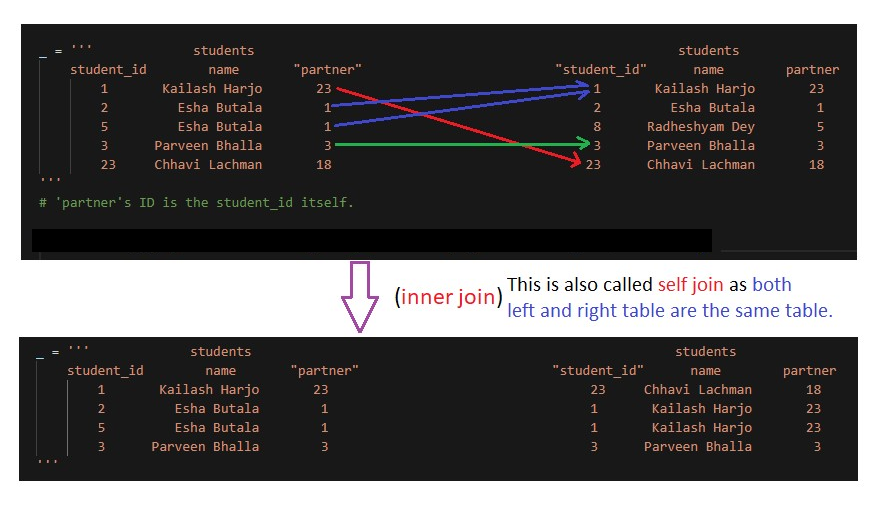 _ = ''' students students
student_id name "partner" "student_id" name partner
1 Kailash Harjo 23 1 Kailash Harjo 23
2 Esha Butala 1 2 Esha Butala 1
5 Esha Butala 1 8 Radheshyam Dey 5
3 Parveen Bhalla 3 3 Parveen Bhalla 3
23 Chhavi Lachman 18 23 Chhavi Lachman 18
'''
# 'partner's ID is the student_id itself.
(inner join) This is also called self join as both
left and right table are the same table.
_ = ''' students students
student_id name "partner" "student_id" name partner
1 Kailash Harjo 23 23 Chhavi Lachman 18
2 Esha Butala 1 1 Kailash Harjo 23
5 Esha Butala 1 1 Kailash Harjo 23
3 Parveen Bhalla 3 3 Parveen Bhalla 3
'''